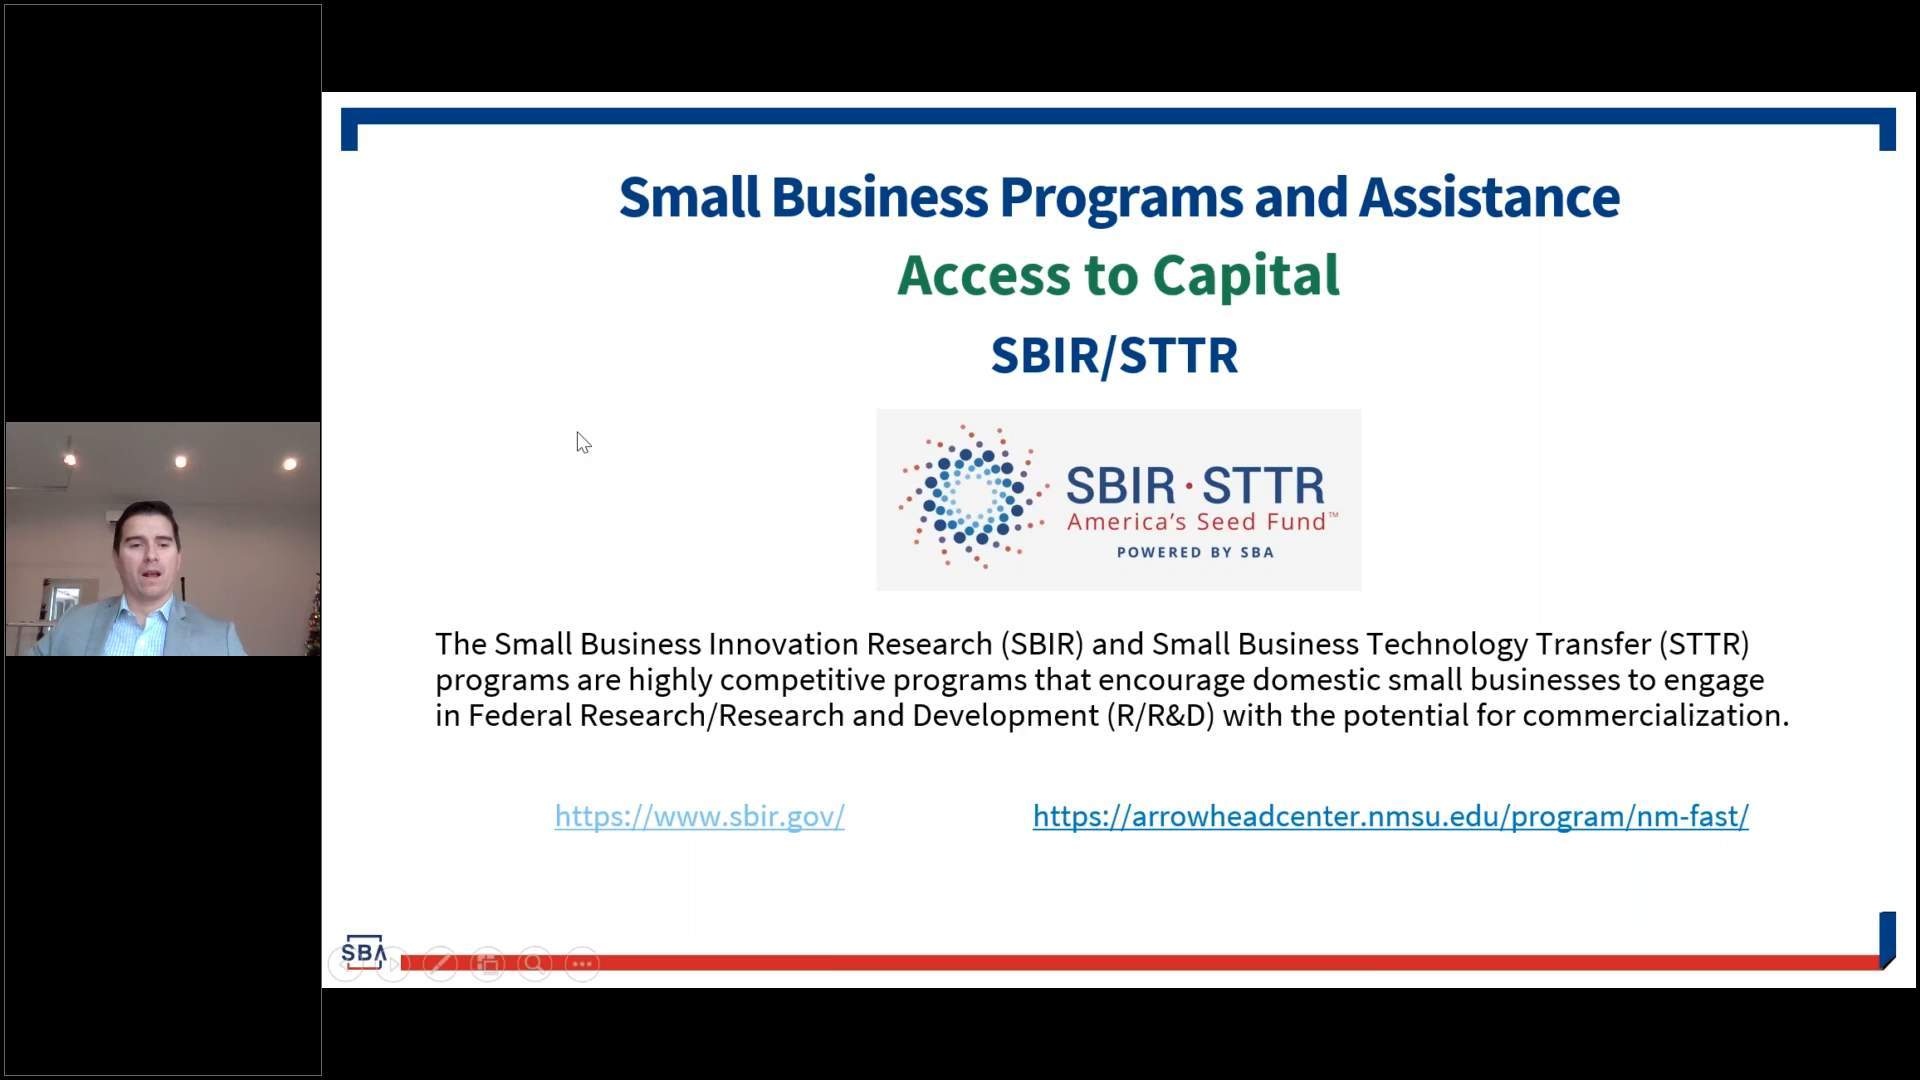 Small Business Programs and Assistance
Access to Capital
SBIR/STTR
SBIR·STTR
America's Seed Fund™
POWERED BY SBA
The Small Business Innovation Research (SBIR) and Small Business Technology Transfer (STTR)
programs are highly competitive programs that encourage domestic small businesses to engage
in Federal Research/Research and Development (R/R&D) with the potential for commercialization.
https://www.sbir.gov/ https://arrowheadcenter.nmsu.edu/program/nm-fast/
SBA